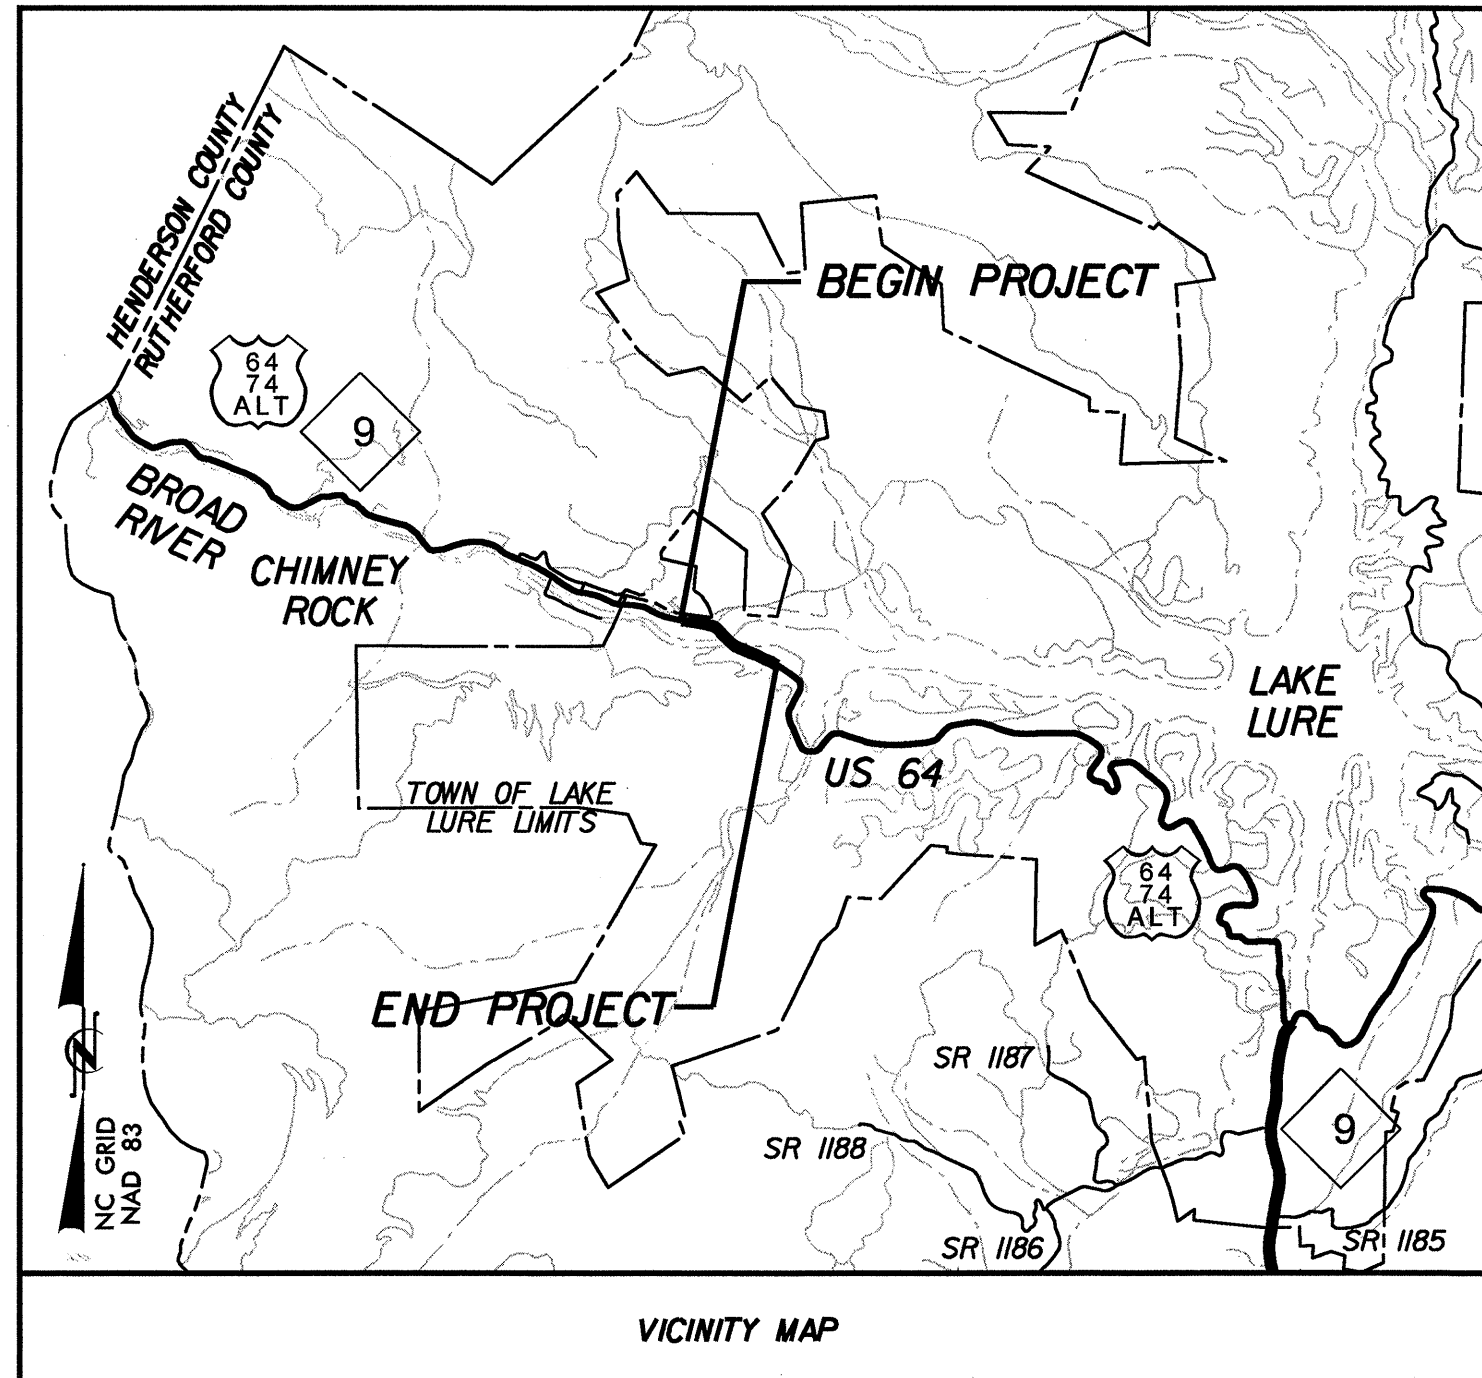 HENDERSON COUNTY
RUTHERFORD COUNTY
BEGIN PROJECT
64
74
ALT
9
BROAD
RIVER
CHIMNEY
ROCK
LAKE
LURE
US 64
TOWN OF LAKE
LURE LIMITS
64
74
ALT
END PROJECT
N
NC GRID
NAD 83
SR 1187
SR 1188
9
SR 1186
SR 1185
VICINITY MAP